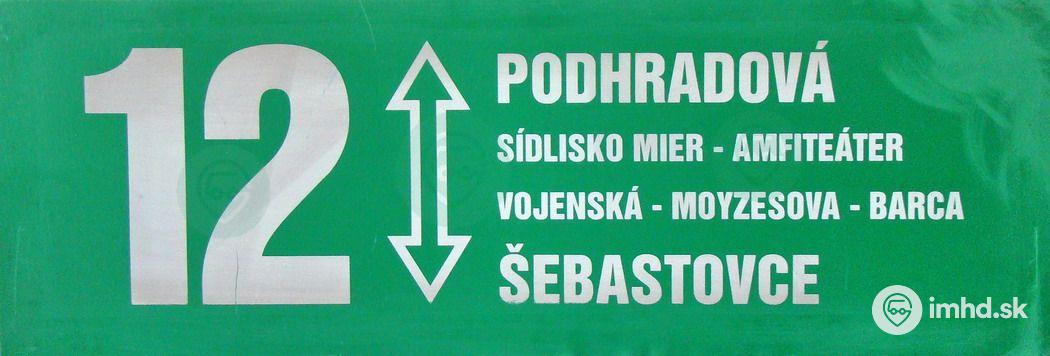 12
PODHRADOVÁ
SÍDLISKO MIER - AMFITEÁTER
VOJENSKÁ - MOYZESOVA - BARCA
ŠEBASTOVCE
imhd.sk